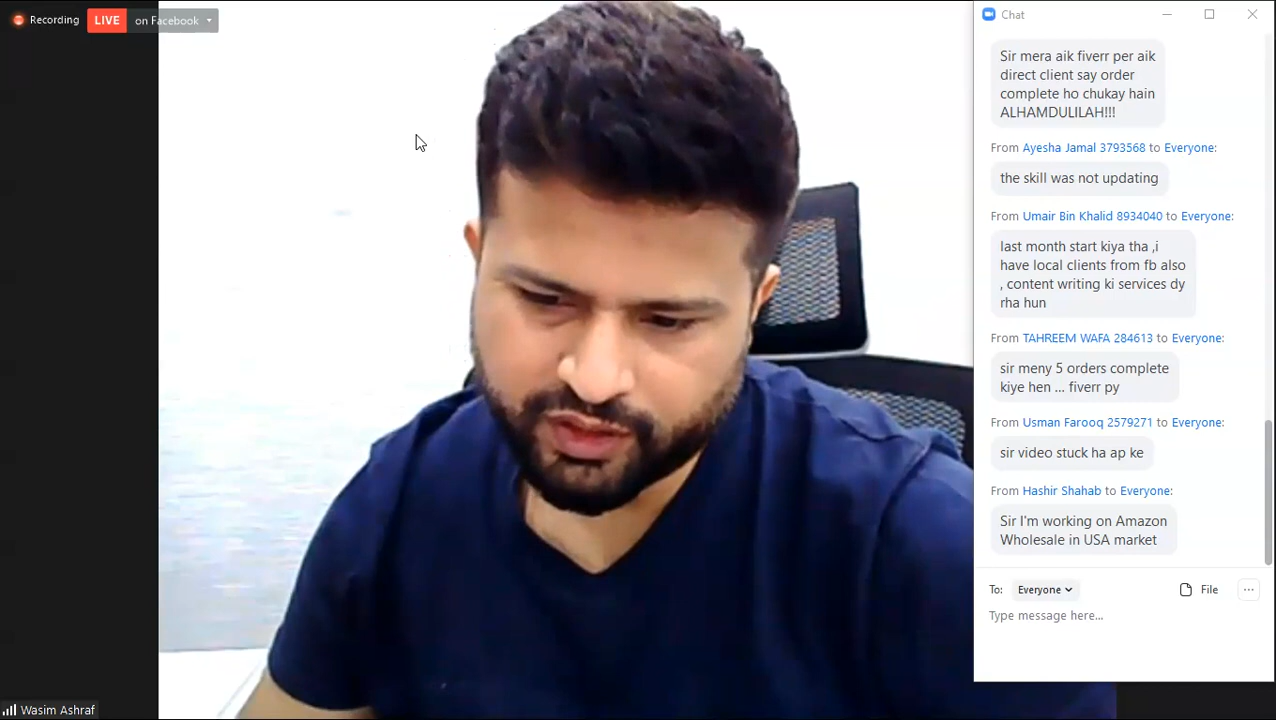 Recording
LIVE on Facebook
Chat
Sir mera aik fiverr per aik
direct client say order
complete ho chukay hain
ALHAMDULILAH!!!
From Ayesha Jamal 3793568 to Everyone:
the skill was not updating
From Umair Bin Khalid 8934040 to Everyone:
last month start kiya tha ,i
have local clients from fb also
, content writing ki services dy
rha hun
From TAHREEM WAFA 284613 to Everyone:
sir meny 5 orders complete
kiye hen ... fiverr py
From Usman Farooq 2579271 to Everyone:
sir video stuck ha ap ke
From Hashir Shahab to Everyone:
Sir I'm working on Amazon
Wholesale in USA market
To: Everyone File
Type message here...
Wasim Ashraf